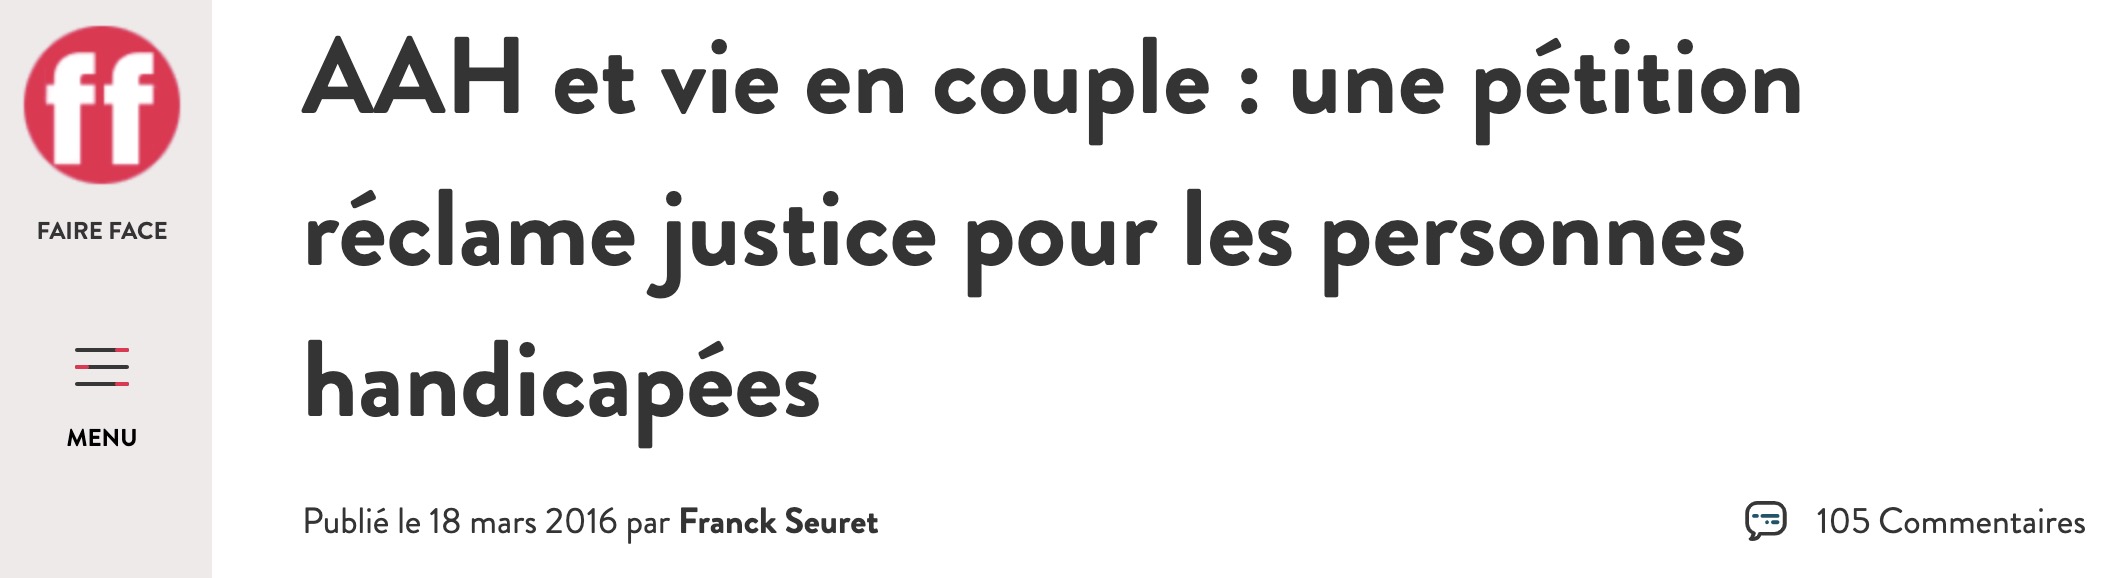 ff
FAIRE FACE
MENU
AAH et vie en couple : une pétition
réclame justice pour les personnes
handicapées
Publié le 18 mars 2016 par Franck Seuret
105 Commentaires